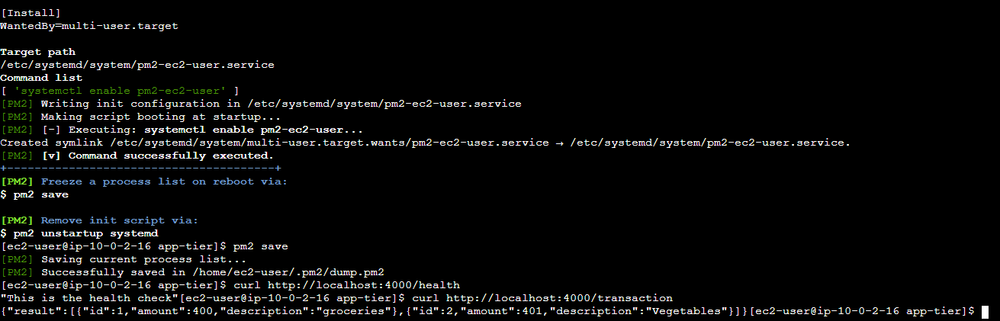 [Install]
WantedBy=multi-user.target
Target path
/etc/systemd/system/pm2-ec2-user.service
Command list
[ 'systemctl enable pm2-ec2-user' ]
[PM2] Writing init configuration in /etc/systemd/system/pm2-ec2-user.service
[PM2] Making script booting at startup...
[PM2] [-] Executing: systemctl enable pm2-ec2-user...
Created symlink /etc/systemd/system/multi-user.target.wants/pm2-ec2-user.service → /etc/systemd/system/pm2-ec2-user.service.
[PM2] [v] Command successfully executed.
+---------------------------------------+
[PM2] Freeze a process list on reboot via:
$ pm2 save
[PM2] Remove init script via:
$ pm2 unstartup systemd
[ec2-user@ip-10-0-2-16 app-tier]$ pm2 save
[PM2] Saving current process list...
[PM2] Successfully saved in /home/ec2-user/.pm2/dump.pm2
[ec2-user@ip-10-0-2-16 app-tier]$ curl http://localhost:4000/health
"This is the health check"[ec2-user@ip-10-0-2-16 app-tier]$ curl http://localhost:4000/transaction
{"result":[{"id":1,"amount":400,"description":"groceries"},{"id":2,"amount":401,"description":"Vegetables"}]}[ec2-user@ip-10-0-2-16 app-tier]$